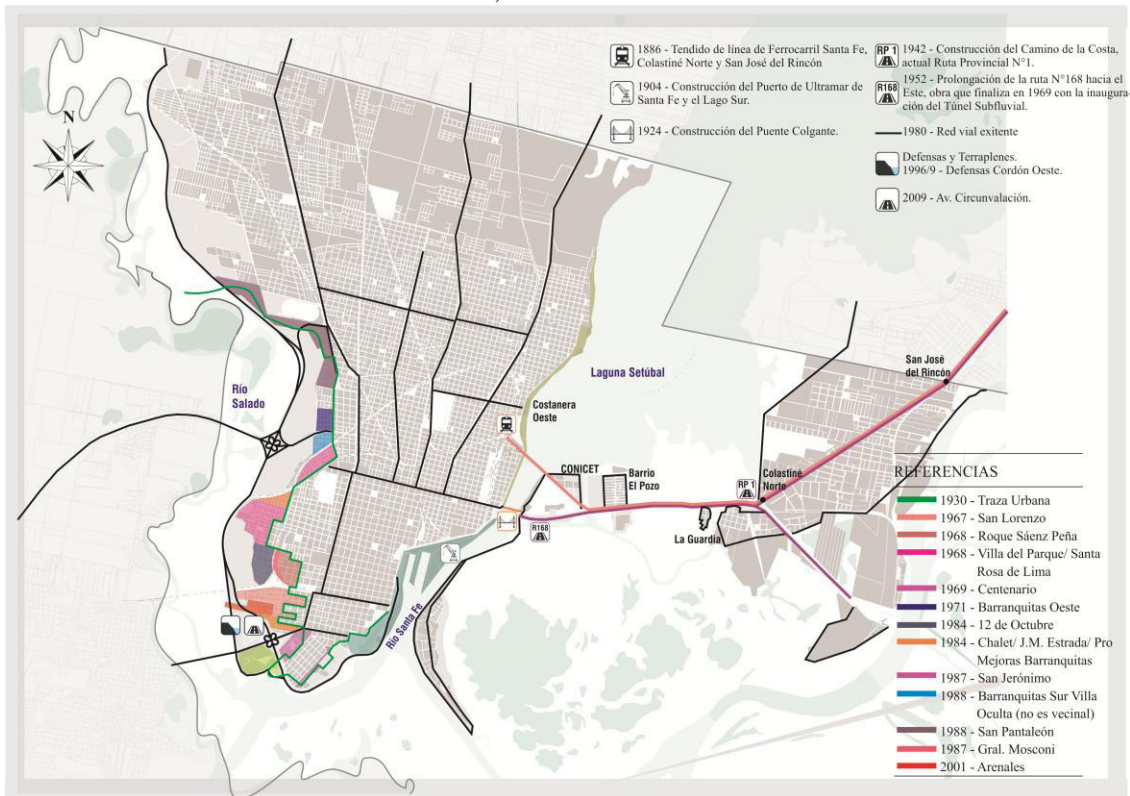 1886 - Tendido de línea de Ferrocarril Santa Fe,
Colastiné Norte y San José del Rincón
1904 - Construcción del Puerto de Ultramar de
Santa Fe y el Lago Sur.
1924 - Construcción del Puente Colgante.
RP 1
1942 - Construcción del Camino de la Costa,
actual Ruta Provincial N°1.
R168
1952 - Prolongación de la ruta N°168 hacia el
Este, obra que finaliza en 1969 con la inaugura-
ción del Túnel Subfluvial.
1980 - Red vial exitente
Defensas y Terraplenes.
1996/9 - Defensas Cordón Oeste.
2009 - Av. Circunvalación.
N
Río
Salado
Laguna Setúbal
Costanera
Oeste
San José
del Rincón
CONICET
Barrio
El Pozo
RP 1
Colastiné
Norte
R168
La Guardia
Río Santa Fe
REFERENCIAS
1930 - Traza Urbana
1967 - San Lorenzo
1968 - Roque Sáenz Peña
1968 - Villa del Parque/ Santa
Rosa de Lima
1969 - Centenario
1971 - Barranquitas Oeste
1984 - 12 de Octubre
1984 - Chalet/ J.M. Estrada/ Pro
Mejoras Barranquitas
1987 - San Jerónimo
1988 - Barranquitas Sur Villa
Oculta (no es vecinal)
1988 - San Pantaleón
1987 - Gral. Mosconi
2001 - Arenales